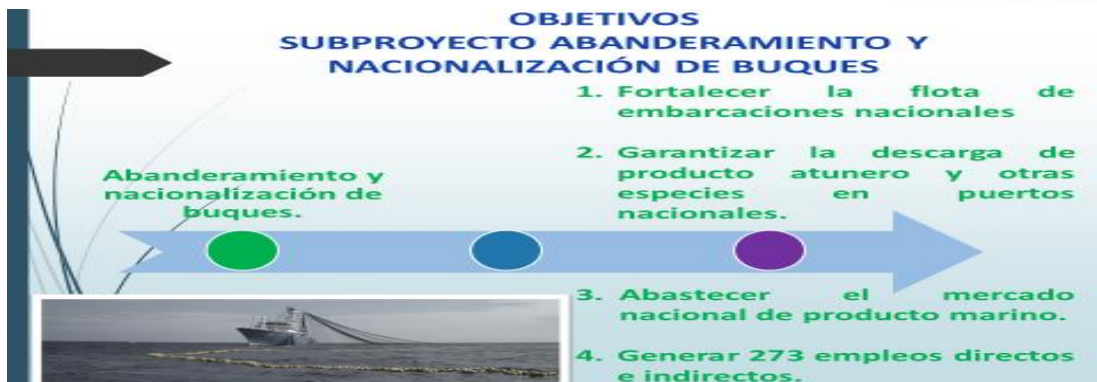 OBJETIVOS
SUBPROYECTO ABANDERAMIENTO Y
NACIONALIZACIÓN DE BUQUES
Abanderamiento y
nacionalización de
buques.
1. Fortalecer la flota de
embarcaciones nacionales
2. Garantizar la descarga de
producto atunero y otras
especies en puertos
nacionales.
3. Abastecer el mercado
nacional de producto marino.
4. Generar 273 empleos directos
e indirectos.